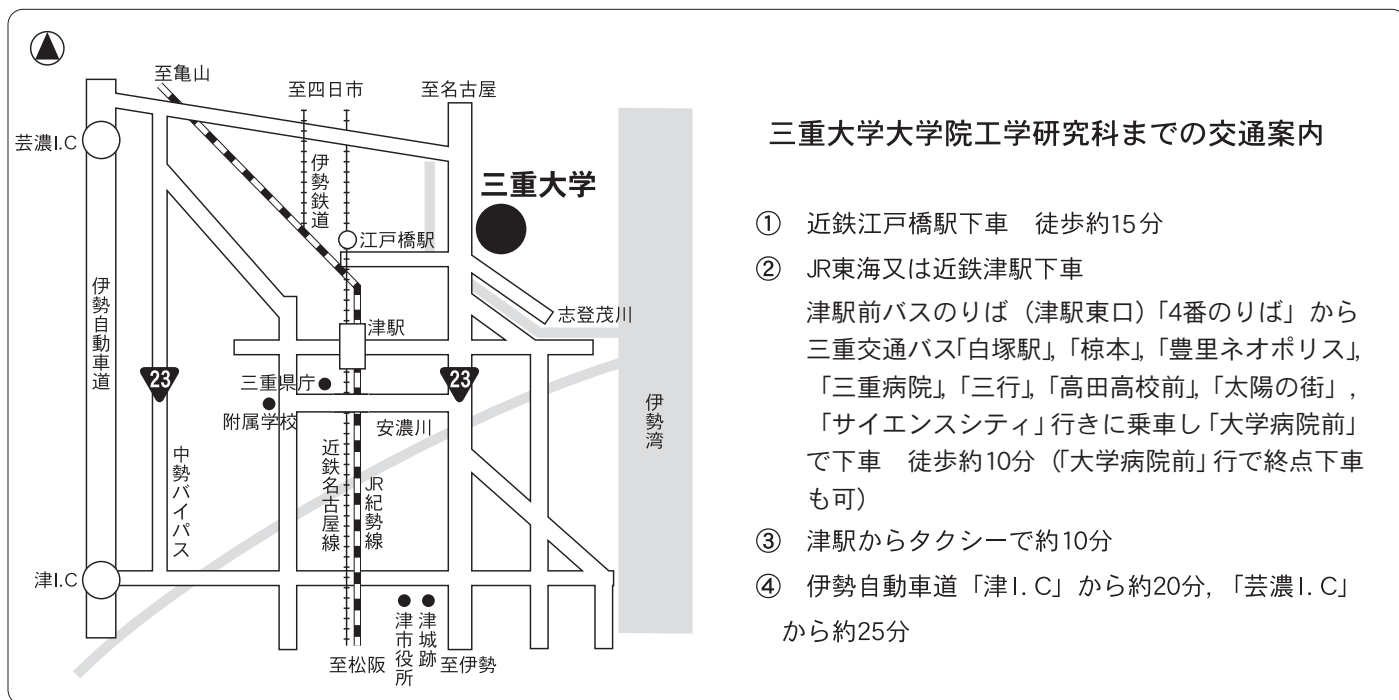 至亀山
至四日市
至名古屋
芸濃I.C
伊勢鉄道
三重大学
江戸橋駅
伊勢自動車道
志登茂川
津駅
23
23
三重県庁
附属学校
安濃川
伊勢湾
中勢バイパス
近鉄名古屋線
JR紀勢線
津I.C
津市役所
津城跡
至松阪
至伊勢
三重大学大学院工学研究科までの交通案内
① 近鉄江戸橋駅下車 徒歩約15分
② JR東海又は近鉄津駅下車
津駅前バスのりば（津駅東口）「4番のりば」から
三重交通バス「白塚駅」，「椋本」，「豊里ネオポリス」，
「三重病院」，「三行」，「高田高校前」，「太陽の街」，
「サイエンスシティ」行きに乗車し「大学病院前」
で下車 徒歩約10分（「大学病院前」行で終点下車
も可）
③ 津駅からタクシーで約10分
④ 伊勢自動車道「津I.C」から約20分，「芸濃I.C」
から約25分